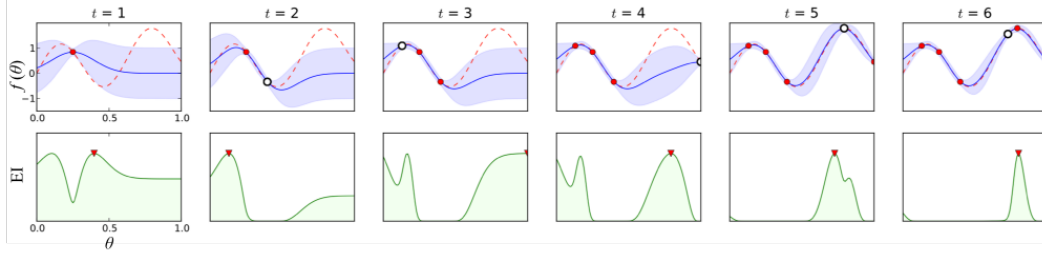 t = 1 t = 2 t = 3 t = 4 t = 5 t = 6
f(θ)
1
0
−1
0.0 0.5 1.0
EI
0.0 0.5 1.0
θ